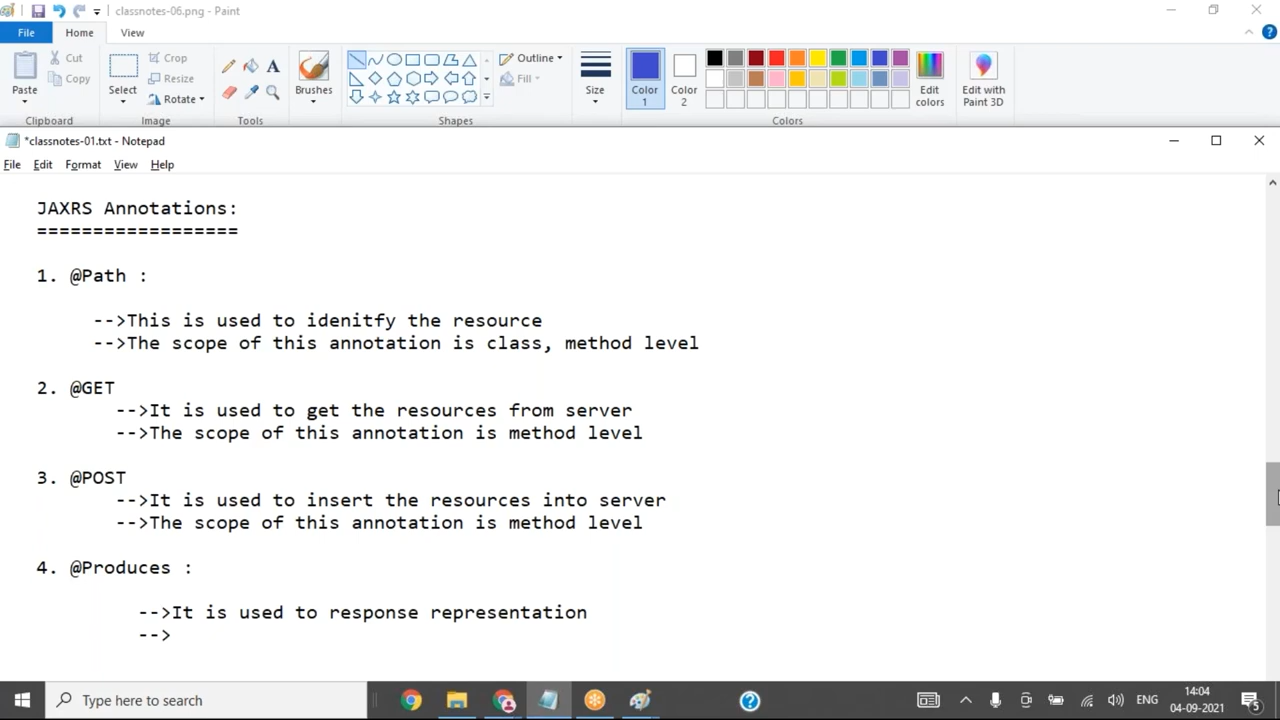 classnotes-06.png - Paint
File
Home
View
Paste
Cut
Copy
Clipboard
Select
Crop
Resize
Rotate
Image
A
Tools
Brushes
Outline
Fill
Shapes
Size
Color 1
Color 2
Edit colors
Colors
Edit with Paint 3D
*classnotes-01.txt - Notepad
File Edit Format View Help
JAXRS Annotations:
==================
1. @Path :
-->This is used to idenitfy the resource
-->The scope of this annotation is class, method level
2. @GET
-->It is used to get the resources from server
-->The scope of this annotation is method level
3. @POST
-->It is used to insert the resources into server
-->The scope of this annotation is method level
4. @Produces :
-->It is used to response representation
-->
Type here to search
ENG
14:04
04-09-2021
5